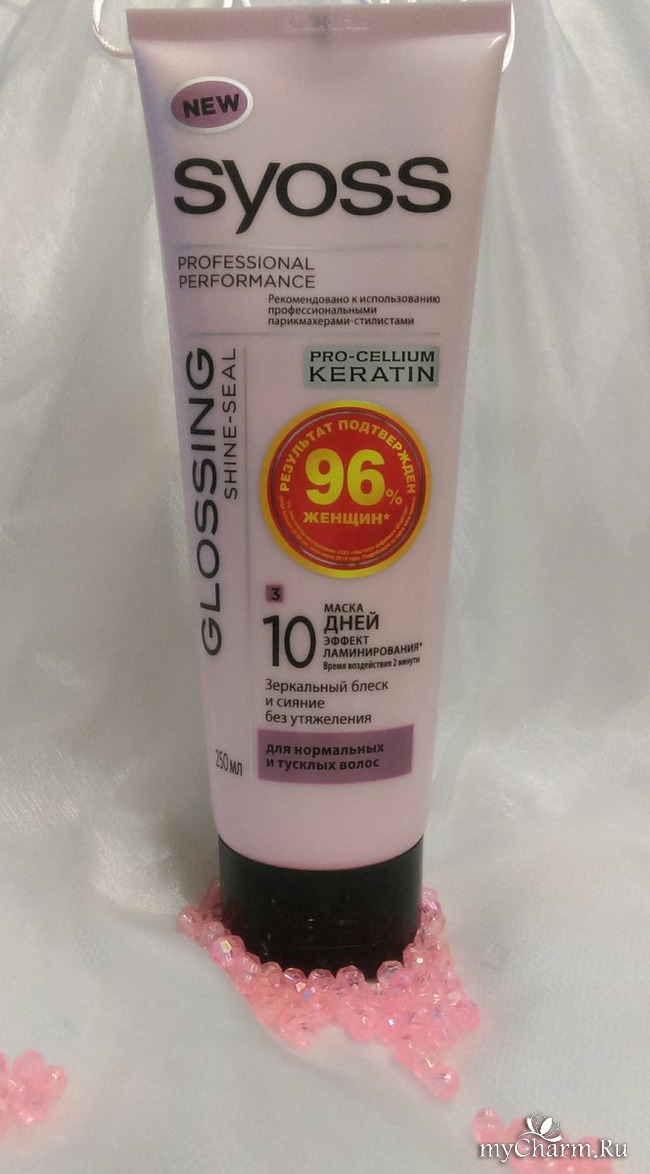 NEW
syoss
PROFESSIONAL
PERFORMANCE
Рекомендовано к использованию
профессиональными
парикмахерами-стилистами
GLOSSING
SHINE-SEAL
PRO-CELLIUM
KERATIN
РЕЗУЛЬТАТ ПОДТВЕРЖДЕН
96%
ЖЕНЩИН*
3
10
МАСКА
ДНЕЙ
ЭФФЕКТ
ЛАМИНИРОВАНИЯ*
Время воздействия 2 минуты
Зеркальный блеск
и сияние
без утяжеления
для нормальных
и тусклых волос
250 мл
myCharm.Ru